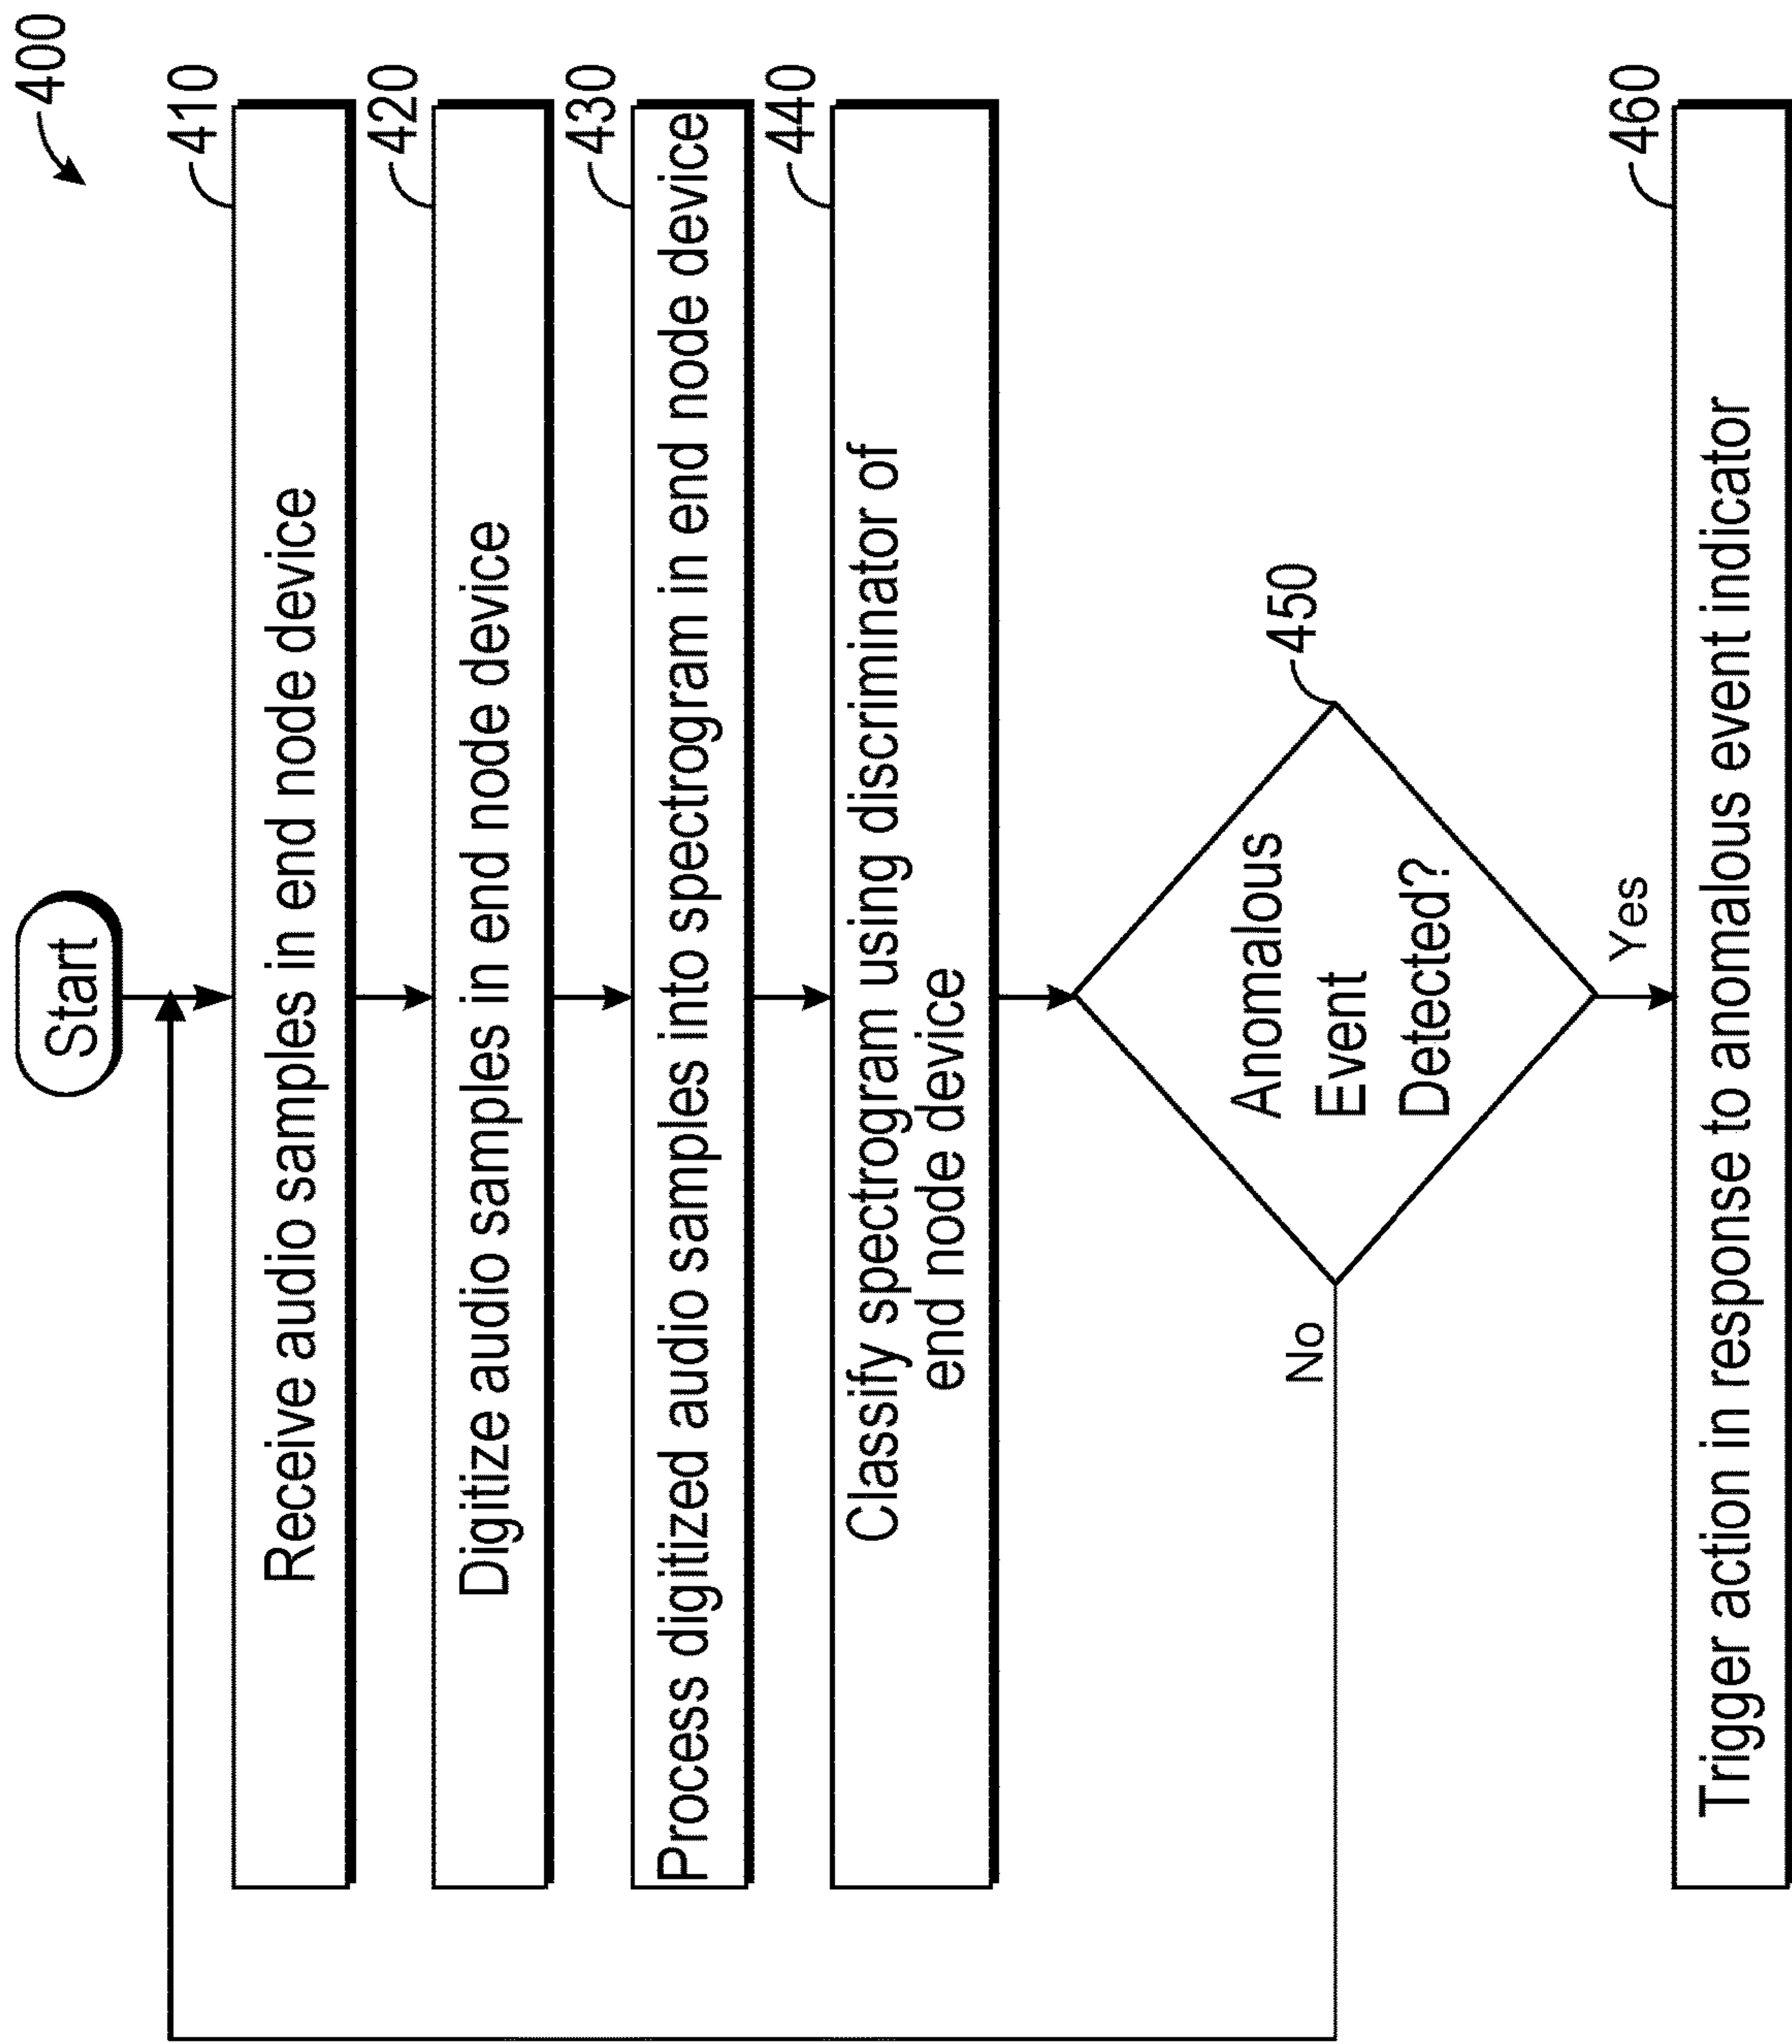 400
Start
410
Receive audio samples in end node device
420
Digitize audio samples in end node device
430
Process digitized audio samples into spectrogram in end node device
440
Classify spectrogram using discriminator of
end node device
450
Anomalous
Event
Detected?
No
Yes
460
Trigger action in response to anomalous event indicator